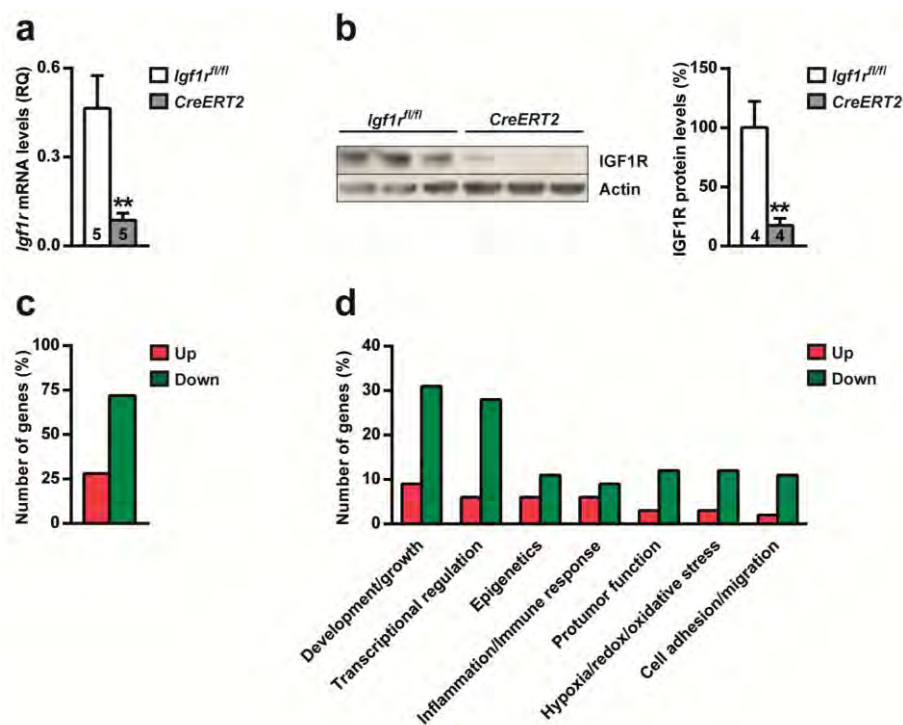 a
Igf1r mRNA levels (RQ)
0.6
0.3
0.0
**
5
5
Igf1r^fl/fl
CreERT2
b
Igf1r^fl/fl
CreERT2
IGF1R
Actin
IGF1R protein levels (%)
150
100
50
0
**
4
4
Igf1r^fl/fl
CreERT2
c
Number of genes (%)
100
75
50
25
0
Up
Down
d
Number of genes (%)
40
30
20
10
0
Up
Down
Development/growth
Transcriptional regulation
Epigenetics
Inflammation/Immune response
Protumor function
Hypoxia/redox/oxidative stress
Cell adhesion/migration